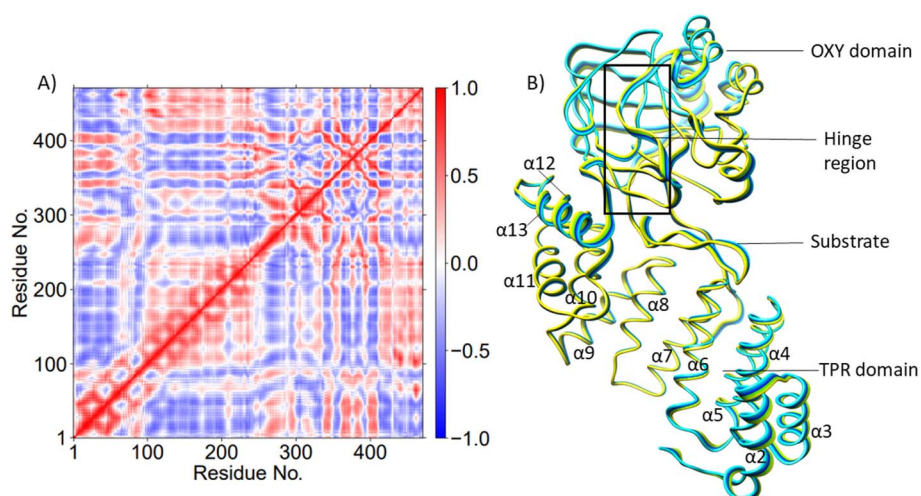 A)
1.0
0.5
0.0
−0.5
−1.0
400
300
200
100
1
1
100
200
300
400
Residue No.
Residue No.
B)
OXY domain
Hinge
region
α12
α13
Substrate
α11
α10
α8
α9
α7
α6
α4
TPR domain
α5
α3
α2